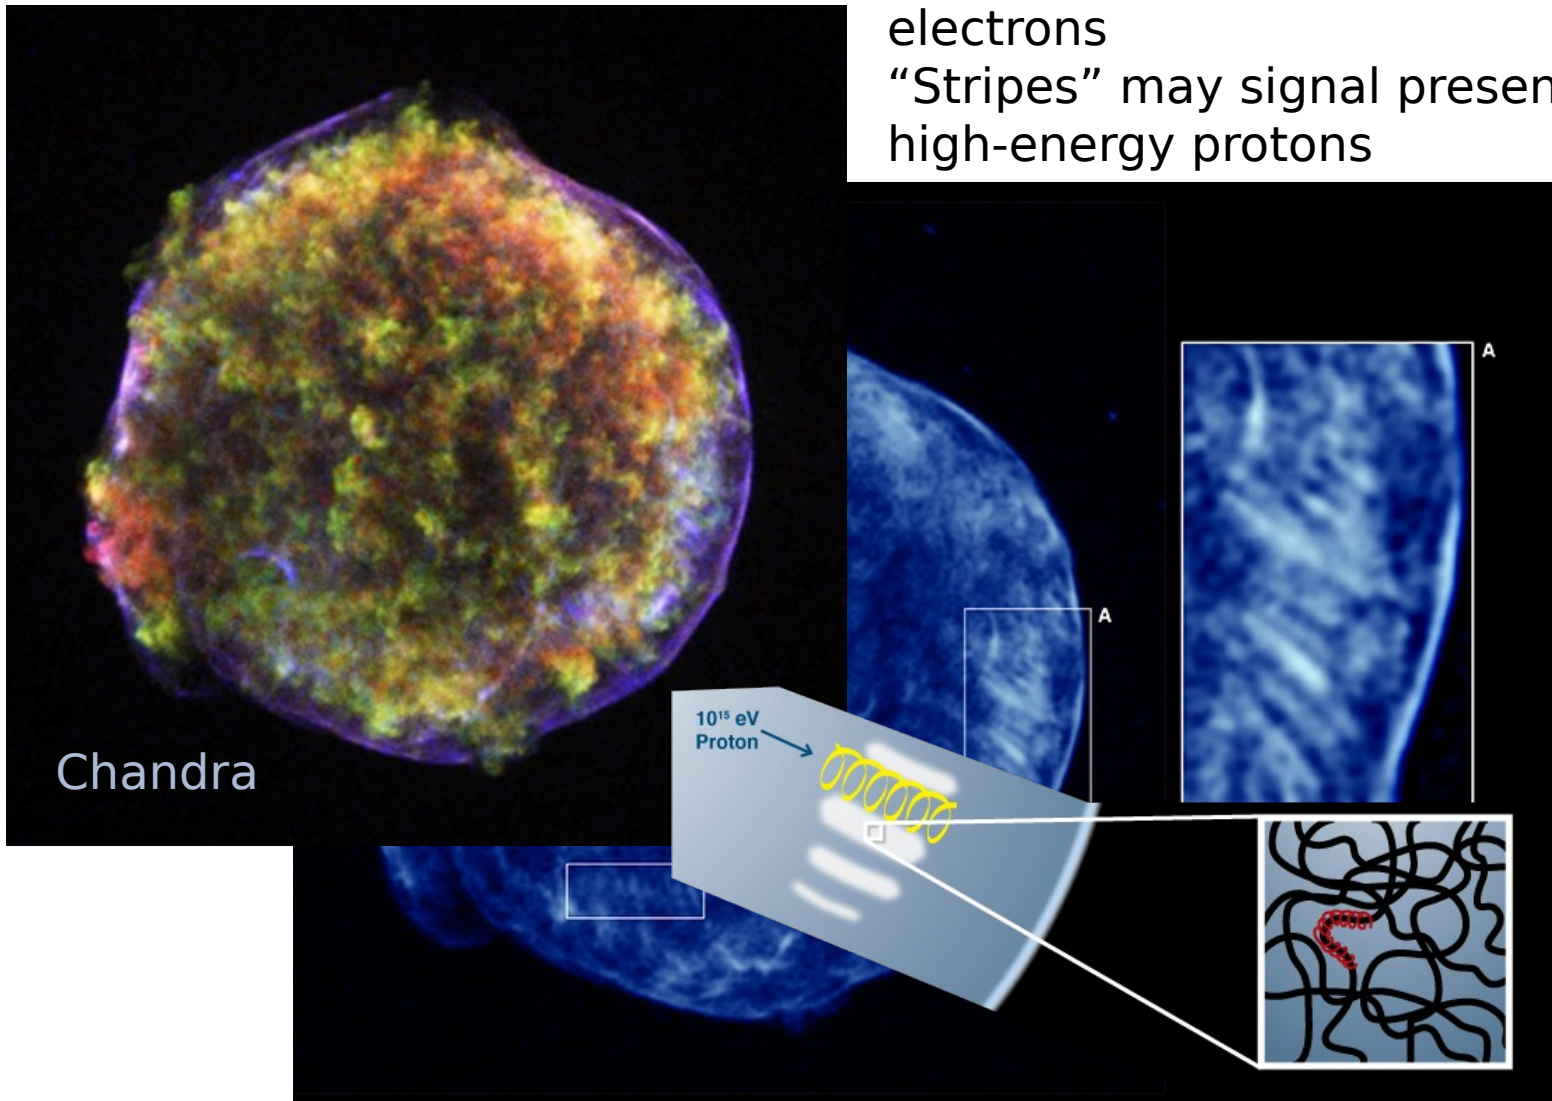 electrons
“Stripes” may signal presen
high-energy protons
A
A
10¹⁵ eV
Proton
Chandra